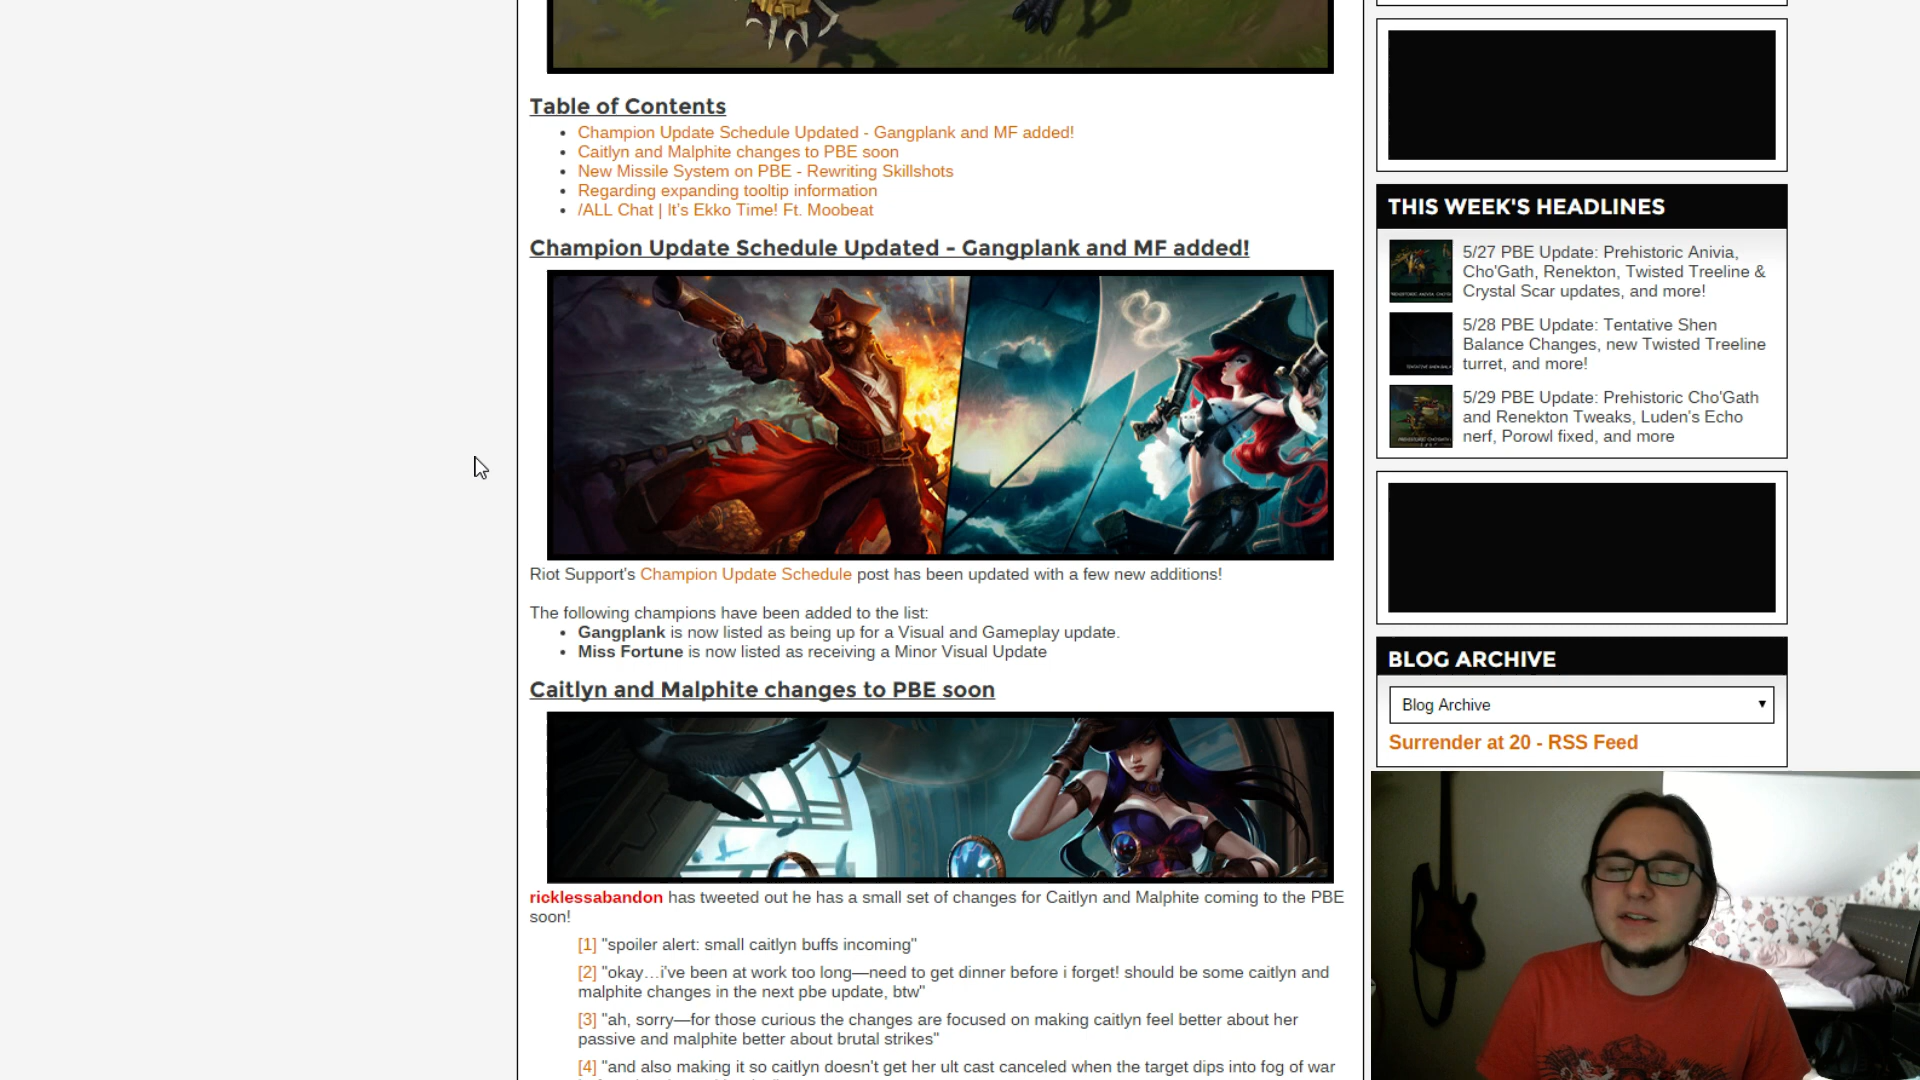 Table of Contents
Champion Update Schedule Updated - Gangplank and MF added!
Caitlyn and Malphite changes to PBE soon
New Missile System on PBE - Rewriting Skillshots
Regarding expanding tooltip information
/ALL Chat | It's Ekko Time! Ft. Moobeat
Champion Update Schedule Updated - Gangplank and MF added!
Riot Support's Champion Update Schedule post has been updated with a few new additions!
The following champions have been added to the list:
Gangplank is now listed as being up for a Visual and Gameplay update.
Miss Fortune is now listed as receiving a Minor Visual Update
Caitlyn and Malphite changes to PBE soon
ricklessabandon has tweeted out he has a small set of changes for Caitlyn and Malphite coming to the PBE
soon!
[1] "spoiler alert: small caitlyn buffs incoming"
[2] "okay…i've been at work too long—need to get dinner before i forget! should be some caitlyn and
malphite changes in the next pbe update, btw"
[3] "ah, sorry—for those curious the changes are focused on making caitlyn feel better about her
passive and malphite better about brutal strikes"
[4] "and also making it so caitlyn doesn't get her ult cast canceled when the target dips into fog of war
THIS WEEK'S HEADLINES
5/27 PBE Update: Prehistoric Anivia,
Cho'Gath, Renekton, Twisted Treeline &
Crystal Scar updates, and more!
5/28 PBE Update: Tentative Shen
Balance Changes, new Twisted Treeline
turret, and more!
5/29 PBE Update: Prehistoric Cho'Gath
and Renekton Tweaks, Luden's Echo
nerf, Porowl fixed, and more
BLOG ARCHIVE
Blog Archive
Surrender at 20 - RSS Feed